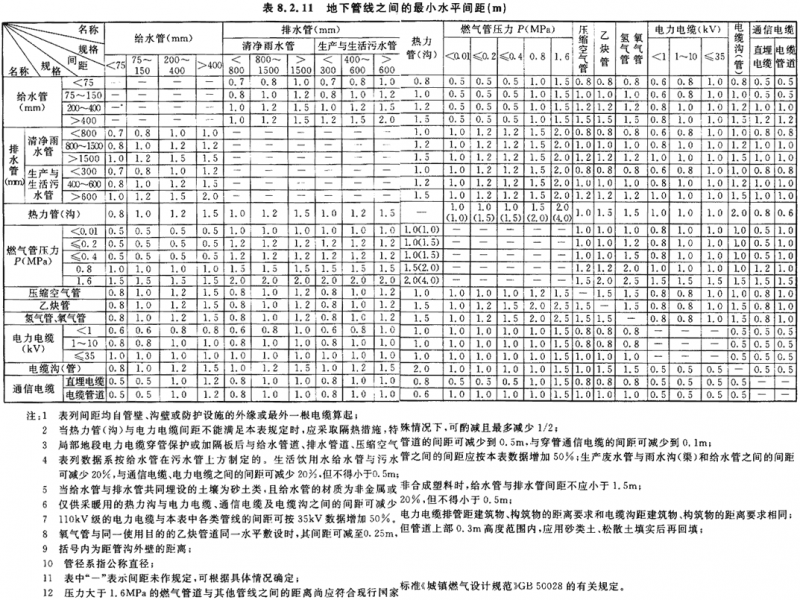 表 8.2.11 地下管线之间的最小水平间距(m)
名称 规格 间距 名称 规格 给水管(mm) 排水管(mm) 热力管(沟) 燃气管压力 P(MPa) 压缩空气管 乙炔管 氢气管 氧气管 电力电缆(kV) 电缆沟(管) 通信电缆
清净雨水管 生产与生活污水管 直埋电缆 电缆管道
<75 75~150 200~400 >400 <800 800~1500 >1500 <300 400~600 >600 <0.01 ≤0.2 ≤0.4 0.8 1.6 <1 1~10 ≤35
给水管(mm) <75 — — — — 0.7 0.8 1.0 0.7 0.8 1.0 0.8 0.5 0.5 0.5 1.0 1.5 0.8 0.8 0.8 0.6 0.8 1.0 0.8 0.5 0.5
75~150 — — — — 0.8 1.0 1.2 0.8 1.0 1.2 1.0 0.5 0.5 0.5 1.0 1.5 1.0 1.0 1.0 0.6 0.8 1.0 1.0 0.5 0.5
200~400 — — — — 1.0 1.2 1.5 1.0 1.2 1.5 1.2 0.5 0.5 0.5 1.0 1.5 1.2 1.2 1.2 0.8 1.0 1.0 1.2 1.0 1.0
>400 — — — — 1.0 1.2 1.5 1.2 1.5 2.0 1.5 0.5 0.5 0.5 1.0 1.5 1.5 1.5 1.5 0.8 1.0 1.0 1.5 1.2 1.2
排水管(mm) 清净雨水管 <800 0.7 0.8 1.0 1.0 — — — — — — 1.0 1.0 1.2 1.2 1.5 2.0 0.8 0.8 0.8 0.6 0.8 1.0 1.0 0.8 0.8
800~1500 0.8 1.0 1.2 1.2 — — — — — — 1.2 1.0 1.2 1.2 1.5 2.0 1.0 1.0 1.0 0.8 1.0 1.0 1.2 1.0 1.0
>1500 1.0 1.2 1.5 1.5 — — — — — — 1.5 1.0 1.2 1.2 1.5 2.0 1.2 1.2 1.2 1.0 1.0 1.0 1.5 1.0 1.0
生产与生活污水管 <300 0.7 0.8 1.0 1.2 — — — — — — 1.0 1.0 1.2 1.2 1.5 2.0 0.8 0.8 0.8 0.6 0.8 1.0 1.0 0.8 0.8
400~600 0.8 1.0 1.2 1.5 — — — — — — 1.2 1.0 1.2 1.2 1.5 2.0 1.0 1.0 1.0 0.8 1.0 1.0 1.2 1.0 1.0
>600 1.0 1.2 1.5 2.0 — — — — — — 1.5 1.0 1.2 1.2 1.5 2.0 1.2 1.2 1.2 1.0 1.0 1.0 1.5 1.0 1.0
热力管(沟) 0.8 1.0 1.2 1.5 1.0 1.2 1.5 1.0 1.2 1.5 — 1.0(1.0) 1.0(1.5) 1.0(1.5) 1.5(2.0) 2.0(4.0) 1.0 1.5 1.5 1.0 1.0 1.0 2.0 0.8 0.6
燃气管压力P(MPa) <0.01 0.5 0.5 0.5 0.5 1.0 1.0 1.0 1.0 1.0 1.0 1.0(1.0) — — — — — 1.0 1.0 1.0 0.8 1.0 1.0 1.0 0.5 1.0
≤0.2 0.5 0.5 0.5 0.5 1.2 1.2 1.2 1.2 1.2 1.2 1.0(1.5) — — — — — 1.0 1.0 1.2 0.8 1.0 1.0 1.0 0.5 1.0
≤0.4 0.5 0.5 0.5 0.5 1.2 1.2 1.2 1.2 1.2 1.2 1.0(1.5) — — — — — 1.0 1.0 1.5 0.8 1.0 1.0 1.0 0.5 1.0
0.8 1.0 1.0 1.0 1.0 1.5 1.5 1.5 1.5 1.5 1.5 1.5(2.0) — — — — — 1.2 1.2 2.0 1.0 1.0 1.0 1.0 1.2 1.0
1.6 1.5 1.5 1.5 1.5 2.0 2.0 2.0 2.0 2.0 2.0 2.0(4.0) — — — — — 1.5 2.0 2.5 1.5 1.5 1.5 1.5 1.5 1.5
压缩空气管 0.8 1.0 1.2 1.5 0.8 1.0 1.2 0.8 1.0 1.2 1.0 1.0 1.0 1.0 1.2 1.5 — 1.5 1.5 0.8 0.8 1.0 1.0 0.8 1.0
乙炔管 0.8 1.0 1.2 1.5 0.8 1.0 1.2 0.8 1.0 1.2 1.5 1.0 1.0 1.0 1.2 2.0 1.5 — 1.5 0.8 0.8 1.0 1.5 0.8 1.0
氢气管、氧气管 0.8 1.0 1.2 1.5 0.8 1.0 1.2 0.8 1.0 1.2 1.5 1.0 1.2 1.5 2.0 2.5 1.5 1.5 — 0.8 0.8 1.0 1.5 0.8 1.0
电力电缆(kV) <1 0.6 0.6 0.8 0.8 0.6 0.8 1.0 0.6 0.8 1.0 1.0 0.8 0.8 0.8 1.0 1.5 0.8 0.8 0.8 — — — 0.5 0.5 0.5
1~10 0.8 0.8 1.0 1.0 0.8 1.0 1.0 0.8 1.0 1.0 1.0 1.0 1.0 1.0 1.0 1.5 0.8 0.8 0.8 — — — 0.5 0.5 0.5
≤35 1.0 1.0 1.0 1.0 1.0 1.0 1.0 1.0 1.0 1.0 1.0 1.0 1.0 1.0 1.0 1.5 1.0 1.0 1.0 — — — 0.5 0.5 0.5
电缆沟(管) 0.8 1.0 1.2 1.5 1.0 1.2 1.5 1.0 1.2 1.5 2.0 1.0 1.0 1.0 1.0 1.5 1.0 1.5 1.5 0.5 0.5 0.5 — 0.5 0.5
通信电缆 直埋电缆 0.5 0.5 1.0 1.2 0.8 1.0 1.0 0.8 1.0 1.0 0.8 0.5 0.5 0.5 1.0 1.5 0.8 0.8 0.8 0.5 0.5 0.5 0.5 — —
电缆管道 0.5 0.5 1.0 1.2 0.8 1.0 1.0 0.8 1.0 1.0 0.6 1.0 1.0 1.0 1.0 1.5 1.0 1.0 1.0 0.5 0.5 0.5 0.5 — —
注:1 表列间距均自管壁、沟壁或防护设施的外缘或最外一根电缆算起;
2 当热力管(沟)与电力电缆间距不能满足本表规定时,应采取隔热措施,特殊情况下,可酌减且最多减少 1/2;
3 局部地段电力电缆穿管保护或加隔板后与给水管道、排水管道、压缩空气管道的间距可减少到 0.5m,与穿管通信电缆的间距可减少到 0.1m;
4 表列数据系按给水管在污水管上方制定的。生活饮用水给水管与污水管之间的间距应按本表数据增加 50%;生产废水管与雨水沟(渠)和给水管之间的间距
可减少 20%,与通信电缆、电力电缆之间的间距可减少 20%,但不得小于 0.5m;
5 当给水管与排水管共同埋设的土壤为砂土类,且给水管的材质为非金属或非合成塑料时,给水管与排水管间距不应小于 1.5m;
6 仅供采暖用的热力沟与电力电缆、通信电缆及电缆沟之间的间距可减少 20%,但不得小于 0.5m;
7 110kV 级的电力电缆与本表中各类管线的间距可按 35kV 数据增加 50%。电力电缆排管距建筑物、构筑物的距离要求和电缆沟距建筑物、构筑物的距离要求相同;
8 氧气管与同一使用目的的乙炔管道同一水平敷设时,其间距可减至 0.25m,但管道上部 0.3m 高度范围内,应用砂类土、松散土填实后再回填;
9 括号内为距管沟外壁的距离;
10 管径系指公称直径;
11 表中"—"表示间距未作规定,可根据具体情况确定;
12 压力大于 1.6MPa 的燃气管道与其他管线之间的距离尚应符合现行国家标准《城镇燃气设计规范》GB 50028 的有关规定。